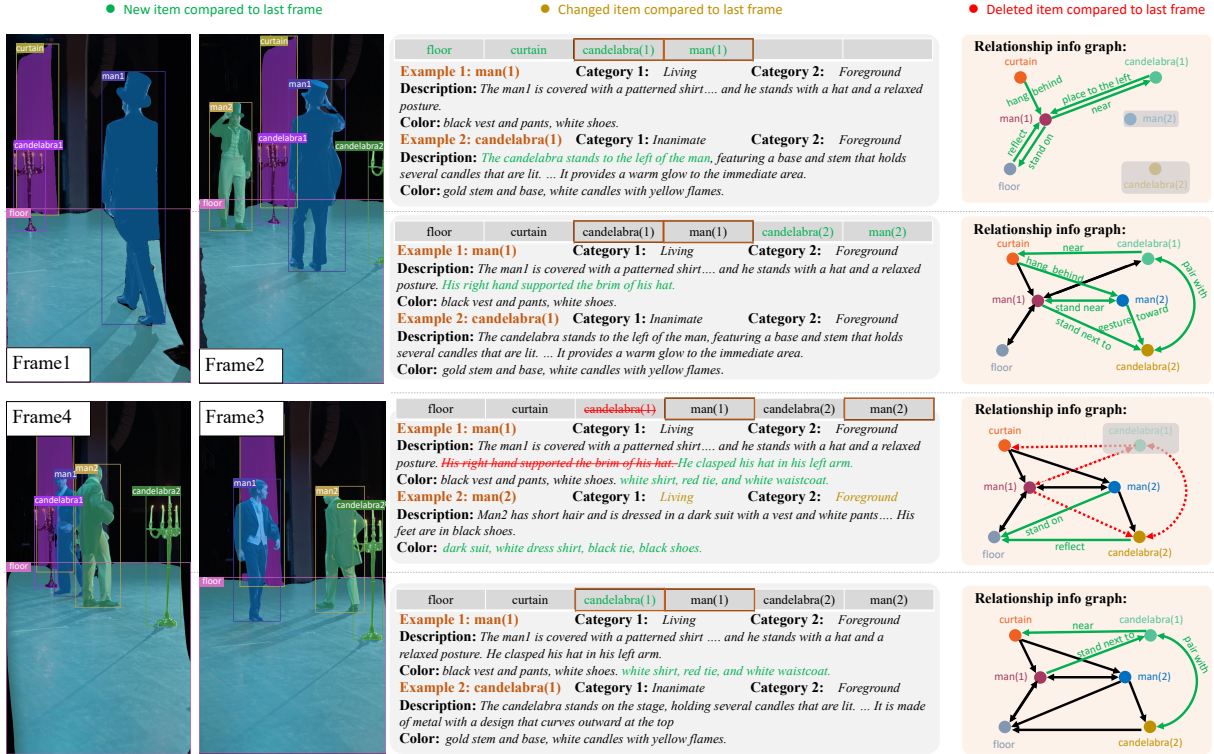 New item compared to last frame
Changed item compared to last frame
Deleted item compared to last frame
curtain
man1
candelabra1
floor
Frame1
curtain
man1
man2
candelabra1
candelabra2
floor
Frame2
floor curtain candelabra(1) man(1)
Example 1: man(1) Category 1: Living Category 2: Foreground
Description: The man1 is covered with a patterned shirt…. and he stands with a hat and a relaxed
posture.
Color: black vest and pants, white shoes.
Example 2: candelabra(1) Category 1: Inanimate Category 2: Foreground
Description: The candelabra stands to the left of the man, featuring a base and stem that holds
several candles that are lit. … It provides a warm glow to the immediate area.
Color: gold stem and base, white candles with yellow flames.
Relationship info graph:
curtain
candelabra(1)
hang behind
place to the left
near
man(1)
man(2)
reflect
stand on
floor
candelabra(2)
floor curtain candelabra(1) man(1) candelabra(2) man(2)
Example 1: man(1) Category 1: Living Category 2: Foreground
Description: The man1 is covered with a patterned shirt…. and he stands with a hat and a relaxed
posture. His right hand supported the brim of his hat.
Color: black vest and pants, white shoes.
Example 2: candelabra(1) Category 1: Inanimate Category 2: Foreground
Description: The candelabra stands to the left of the man, featuring a base and stem that holds
several candles that are lit. … It provides a warm glow to the immediate area.
Color: gold stem and base, white candles with yellow flames.
Relationship info graph:
near
curtain
candelabra(1)
hang behind
pair with
man(1)
man(2)
stand near
gesture toward
stand next to
floor
candelabra(2)
Frame4
man2
man1
candelabra1
candelabra2
floor
Frame3
man1
man2
candelabra2
floor
floor curtain candelabra(1) man(1) candelabra(2) man(2)
Example 1: man(1) Category 1: Living Category 2: Foreground
Description: The man1 is covered with a patterned shirt…. and he stands with a hat and a relaxed
posture. His right hand supported the brim of his hat. He clasped his hat in his left arm.
Color: black vest and pants, white shoes. white shirt, red tie, and white waistcoat.
Example 2: man(2) Category 1: Living Category 2: Foreground
Description: Man2 has short hair and is dressed in a dark suit with a vest and white pants…. His
feet are in black shoes.
Color: dark suit, white dress shirt, black tie, black shoes.
Relationship info graph:
curtain
candelabra(1)
man(1)
man(2)
stand on
reflect
floor
candelabra(2)
floor curtain candelabra(1) man(1) candelabra(2) man(2)
Example 1: man(1) Category 1: Living Category 2: Foreground
Description: The man1 is covered with a patterned shirt …. and he stands with a hat and a
relaxed posture. He clasped his hat in his left arm.
Color: black vest and pants, white shoes. white shirt, red tie, and white waistcoat.
Example 2: candelabra(1) Category 1: Inanimate Category 2: Foreground
Description: The candelabra stands on the stage, holding several candles that are lit. … It is made
of metal with a design that curves outward at the top
Color: gold stem and base, white candles with yellow flames.
Relationship info graph:
curtain
near
candelabra(1)
stand next to
pair with
man(1)
man(2)
floor
candelabra(2)